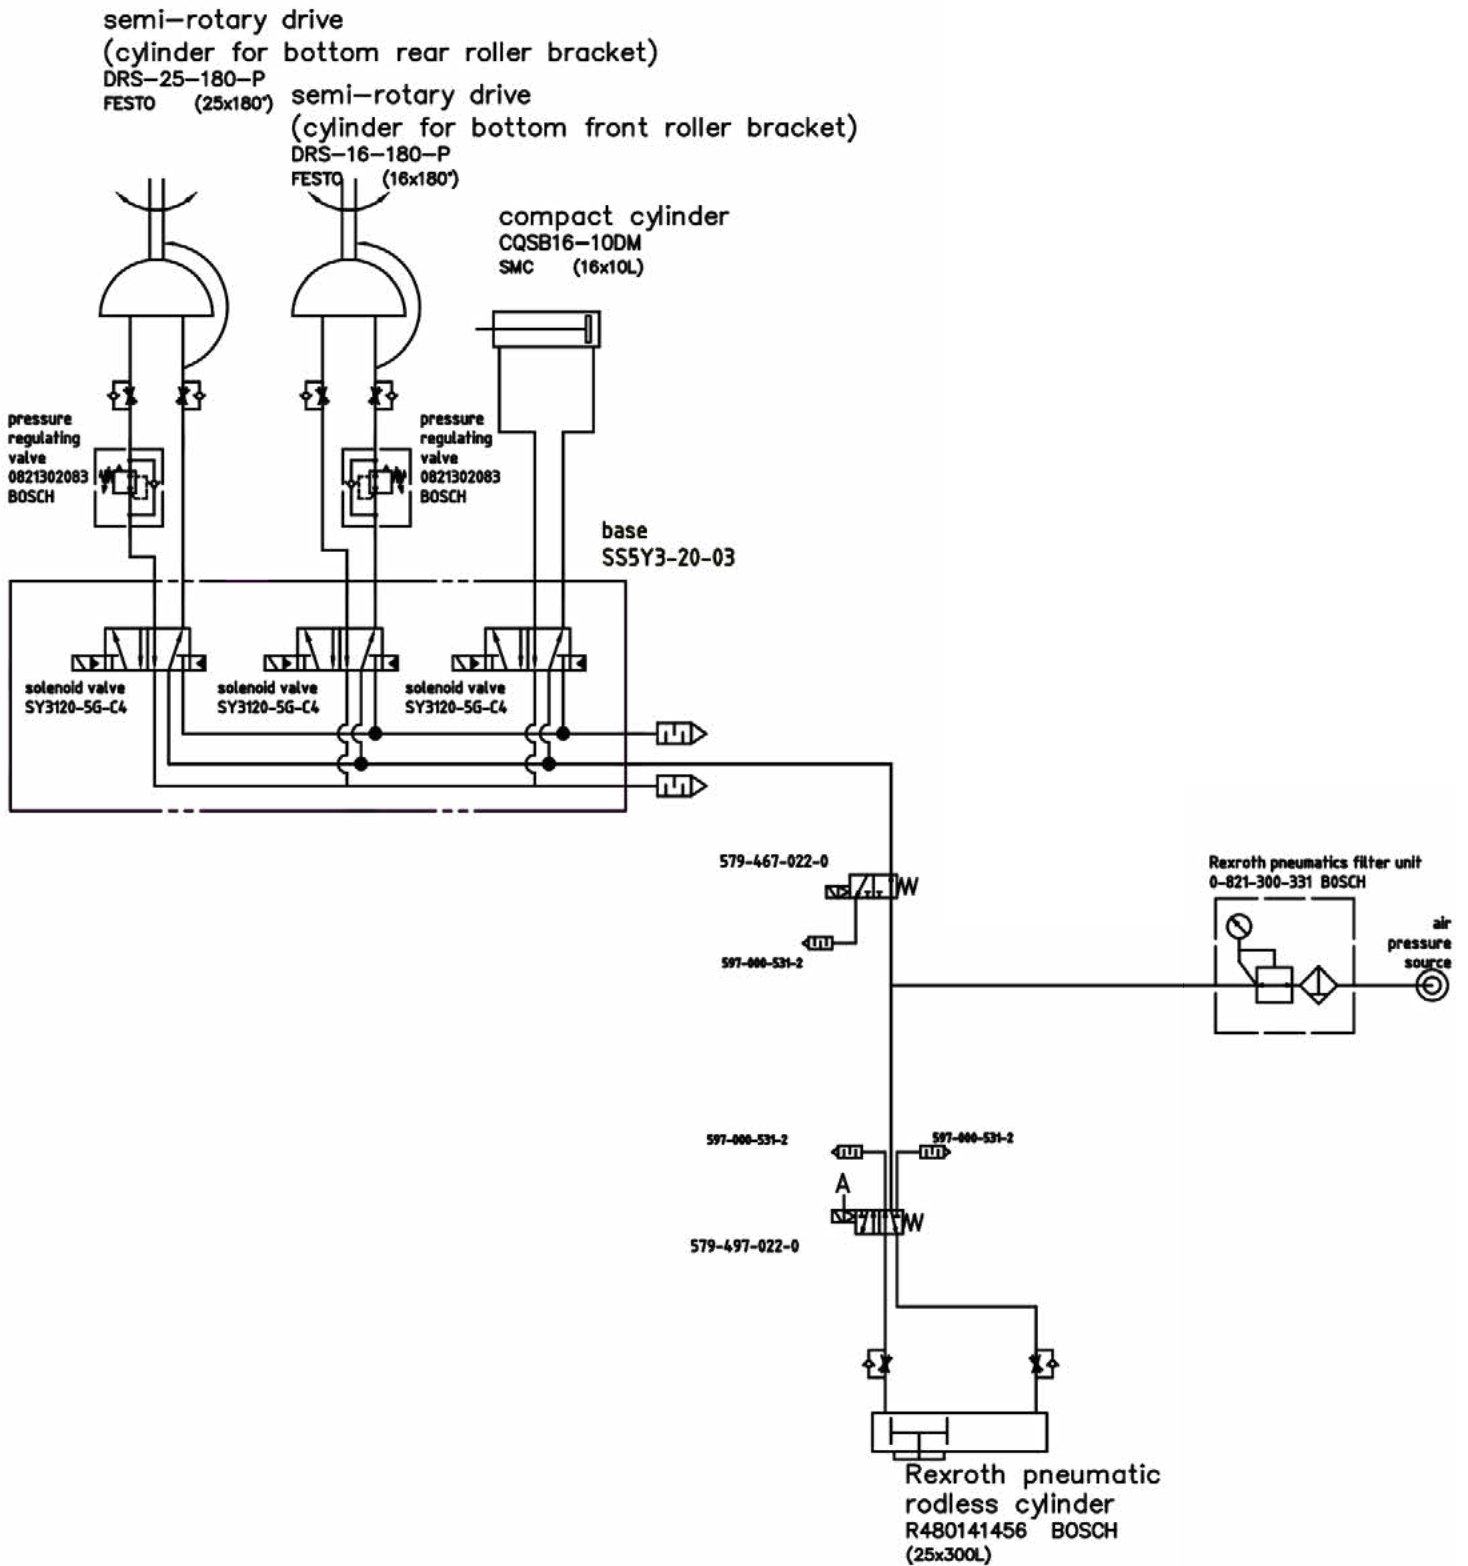 semi-rotary drive
(cylinder for bottom rear roller bracket)
DRS-25-180-P
FESTO (25x180°)
semi-rotary drive
(cylinder for bottom front roller bracket)
DRS-16-180-P
FESTO (16x180°)
compact cylinder
CQSB16-10DM
SMC (16x10L)
pressure
regulating
valve
0821302083
BOSCH
pressure
regulating
valve
0821302083
BOSCH
base
SS5Y3-20-03
solenoid valve
SY3120-5G-C4
solenoid valve
SY3120-5G-C4
solenoid valve
SY3120-5G-C4
579-467-022-0
597-000-531-2
Rexroth pneumatics filter unit
0-821-300-331 BOSCH
air
pressure
source
597-000-531-2
597-000-531-2
A
579-497-022-0
Rexroth pneumatic
rodless cylinder
R480141456 BOSCH
(25x300L)